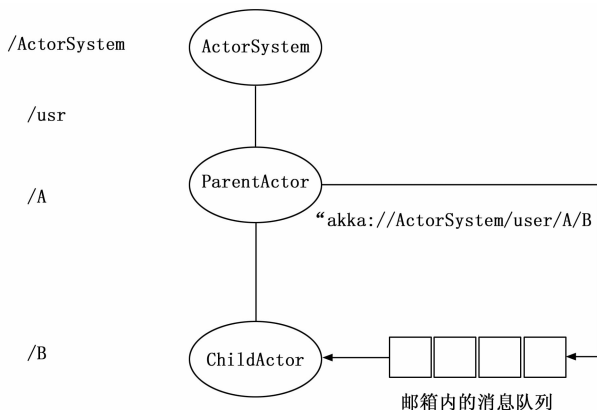 /ActorSystem
ActorSystem
/usr
/A
ParentActor
“akka://ActorSystem/user/A/B
/B
ChildActor
邮箱内的消息队列